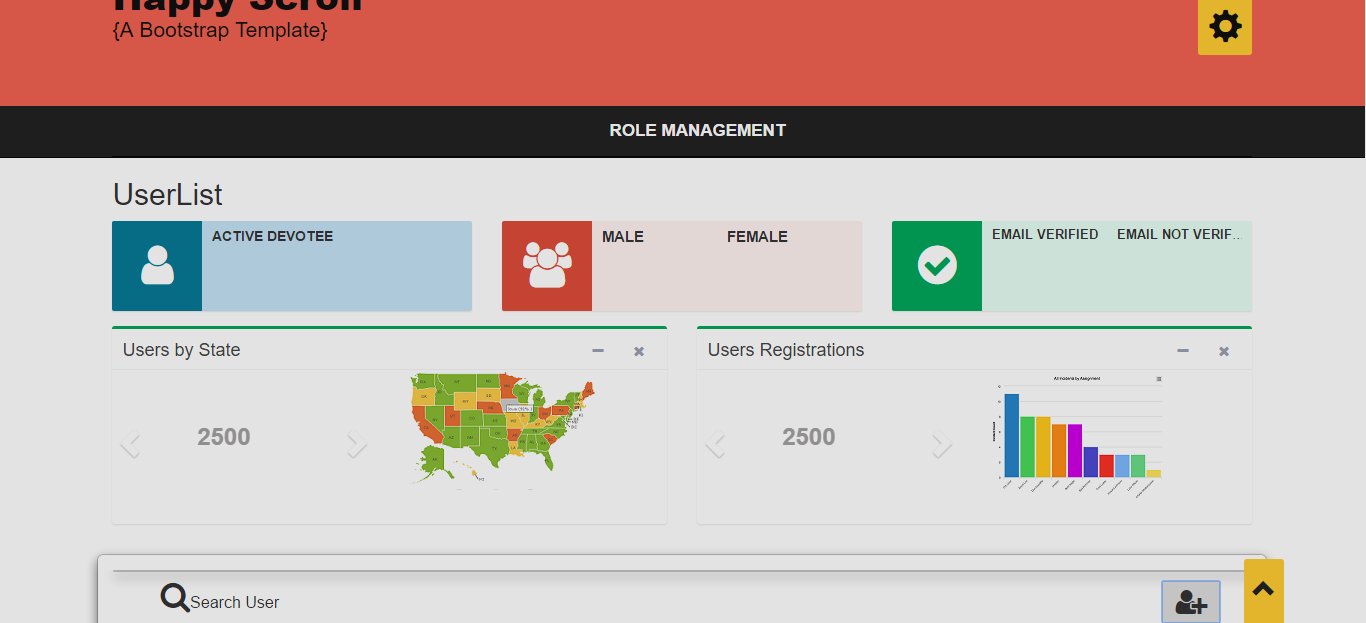 Happy Scroll
{A Bootstrap Template}
ROLE MANAGEMENT
UserList
ACTIVE DEVOTEE
MALE FEMALE
EMAIL VERIFIED EMAIL NOT VERIF...
Users by State
2500
Users Registrations
2500
All Incidents by Assignment
Search User